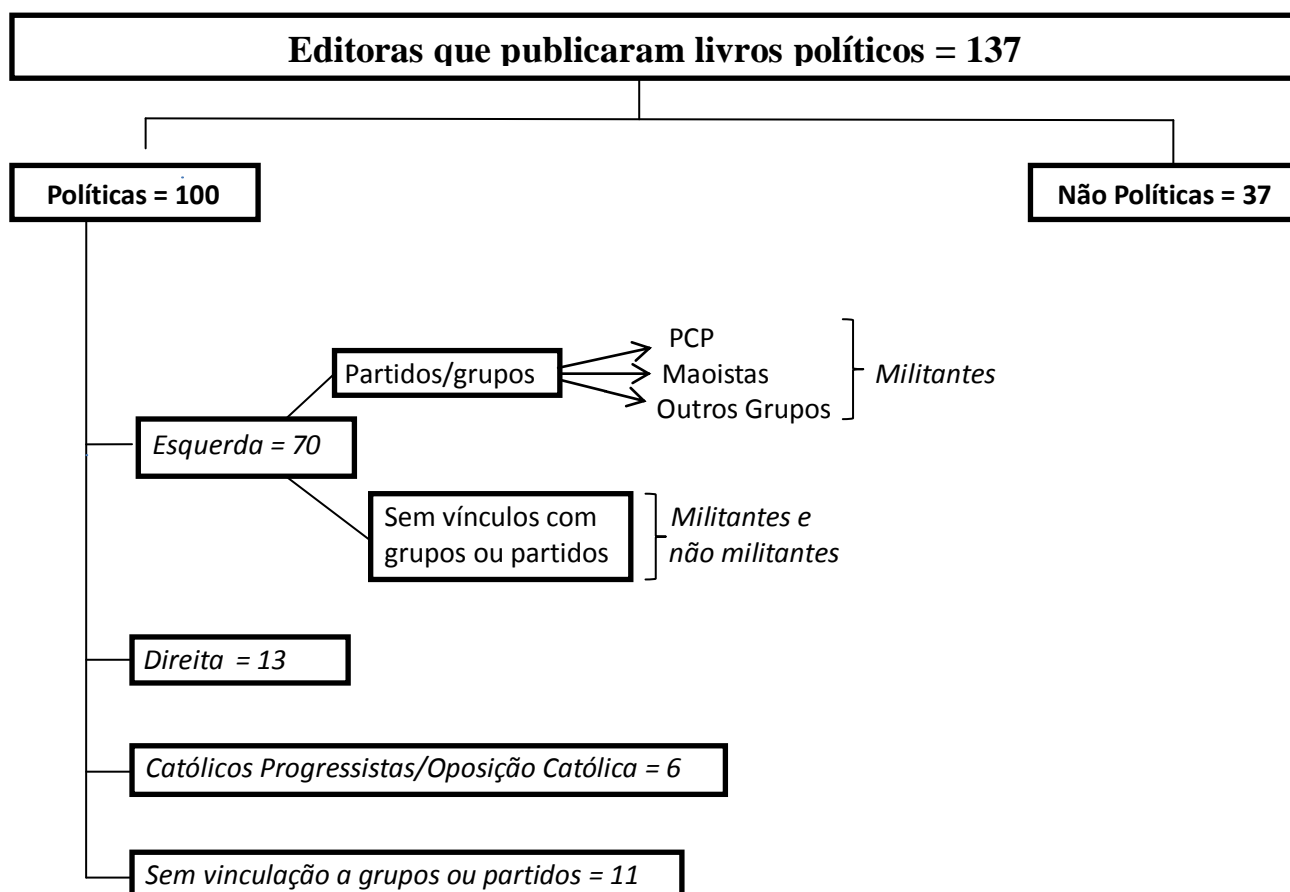 Editoras que publicaram livros políticos = 137
Políticas = 100
Não Políticas = 37
PCP
Partidos/grupos
Maoistas
Militantes
Outros Grupos
Esquerda = 70
Sem vínculos com
grupos ou partidos
Militantes e
não militantes
Direita = 13
Católicos Progressistas/Oposição Católica = 6
Sem vinculação a grupos ou partidos = 11